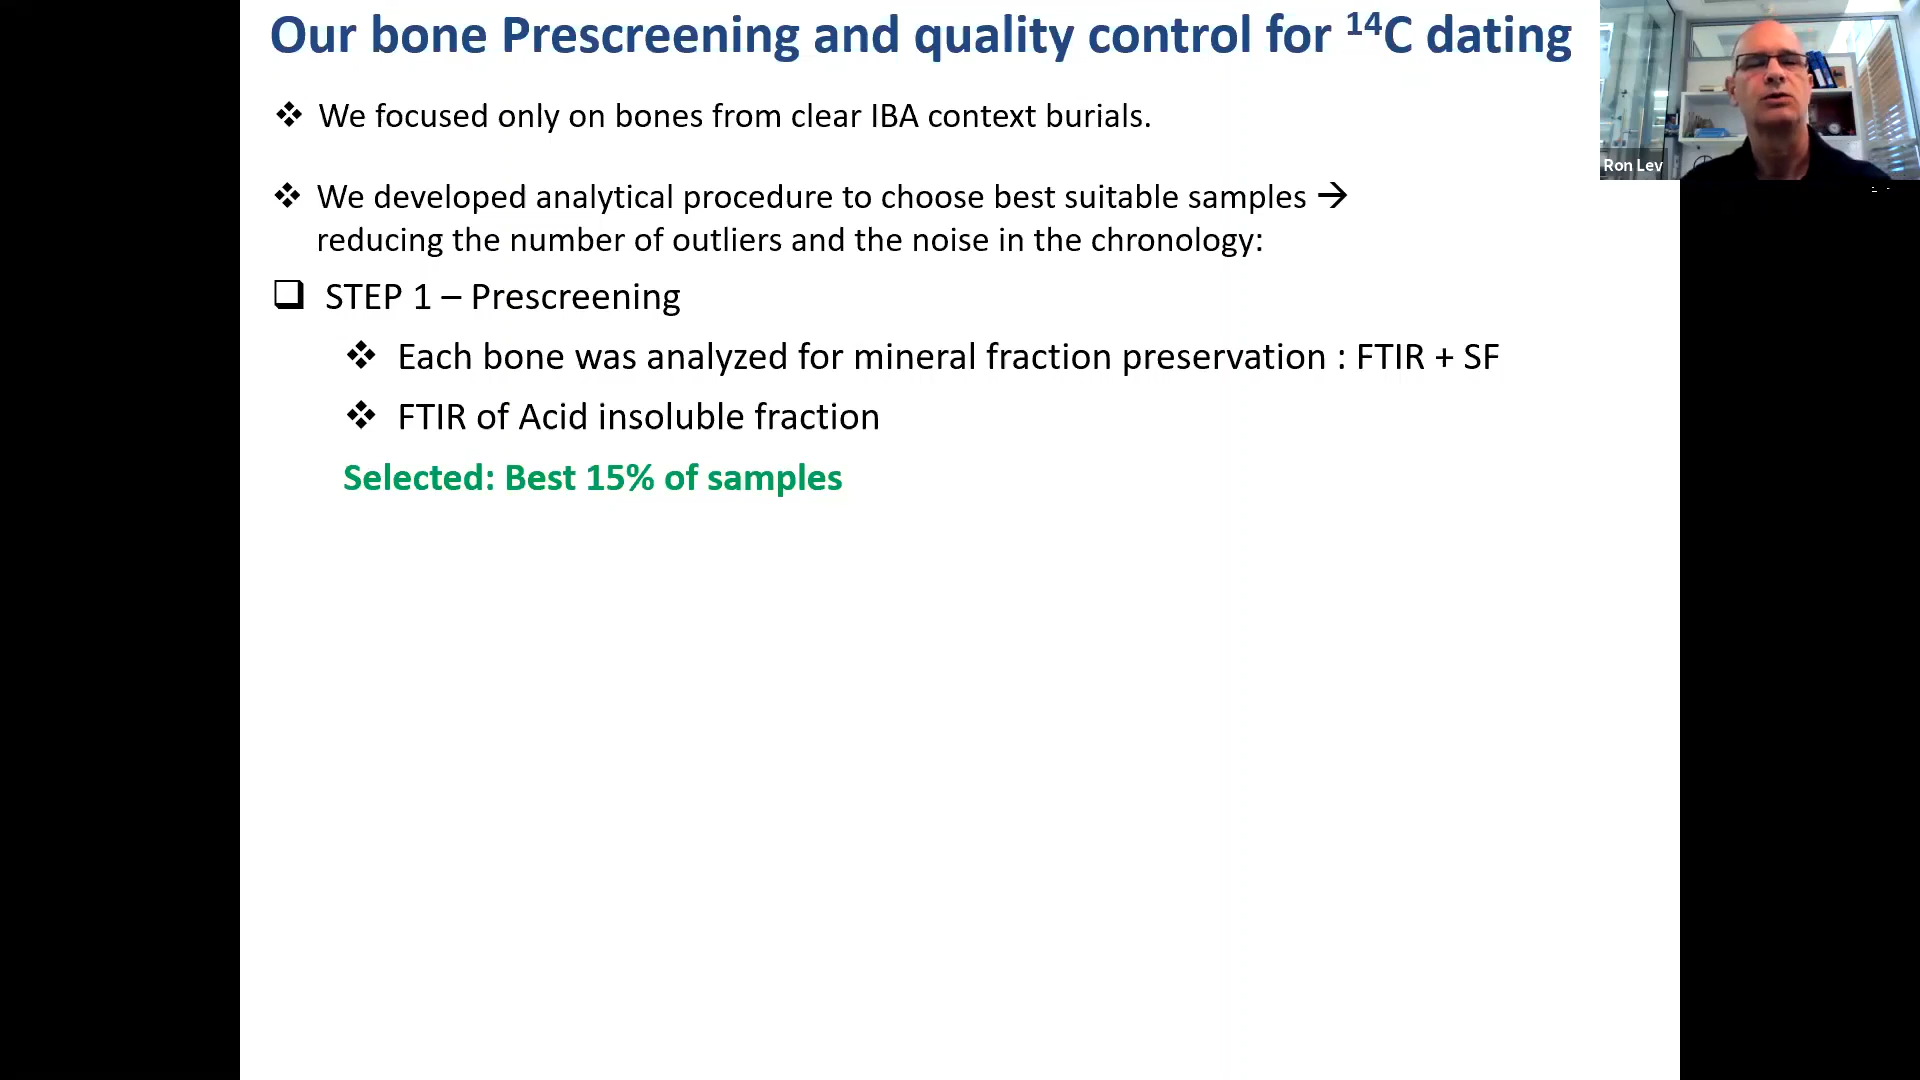 Our bone Prescreening and quality control for ¹⁴C dating
We focused only on bones from clear IBA context burials.
We developed analytical procedure to choose best suitable samples →
reducing the number of outliers and the noise in the chronology:
STEP 1 – Prescreening
Each bone was analyzed for mineral fraction preservation : FTIR + SF
FTIR of Acid insoluble fraction
Selected: Best 15% of samples
Ron Lev